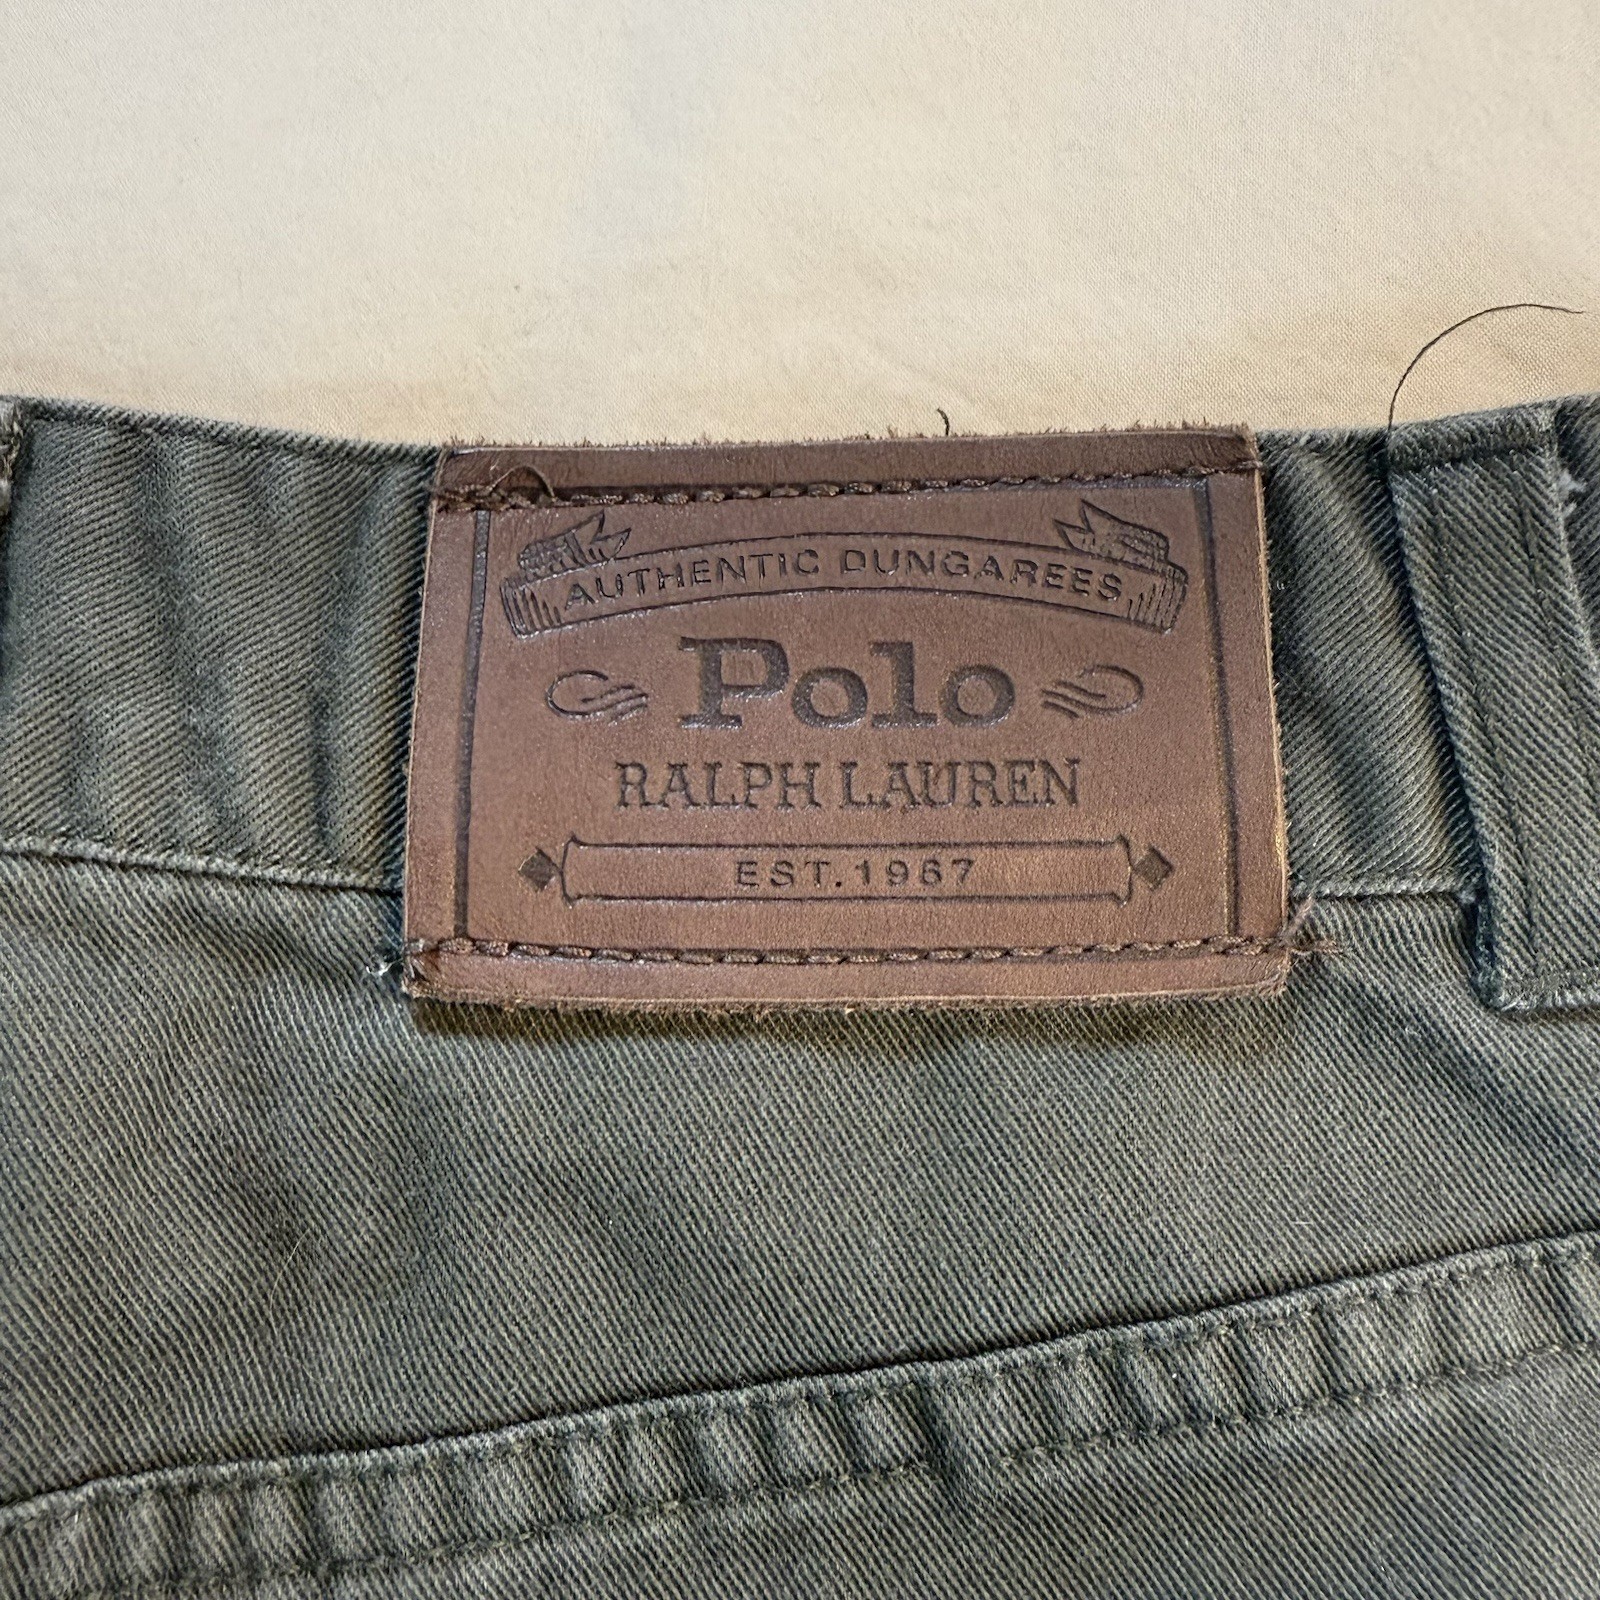 AUTHENTIC DUNGAREES
Polo
RALPH LAUREN
EST.1967